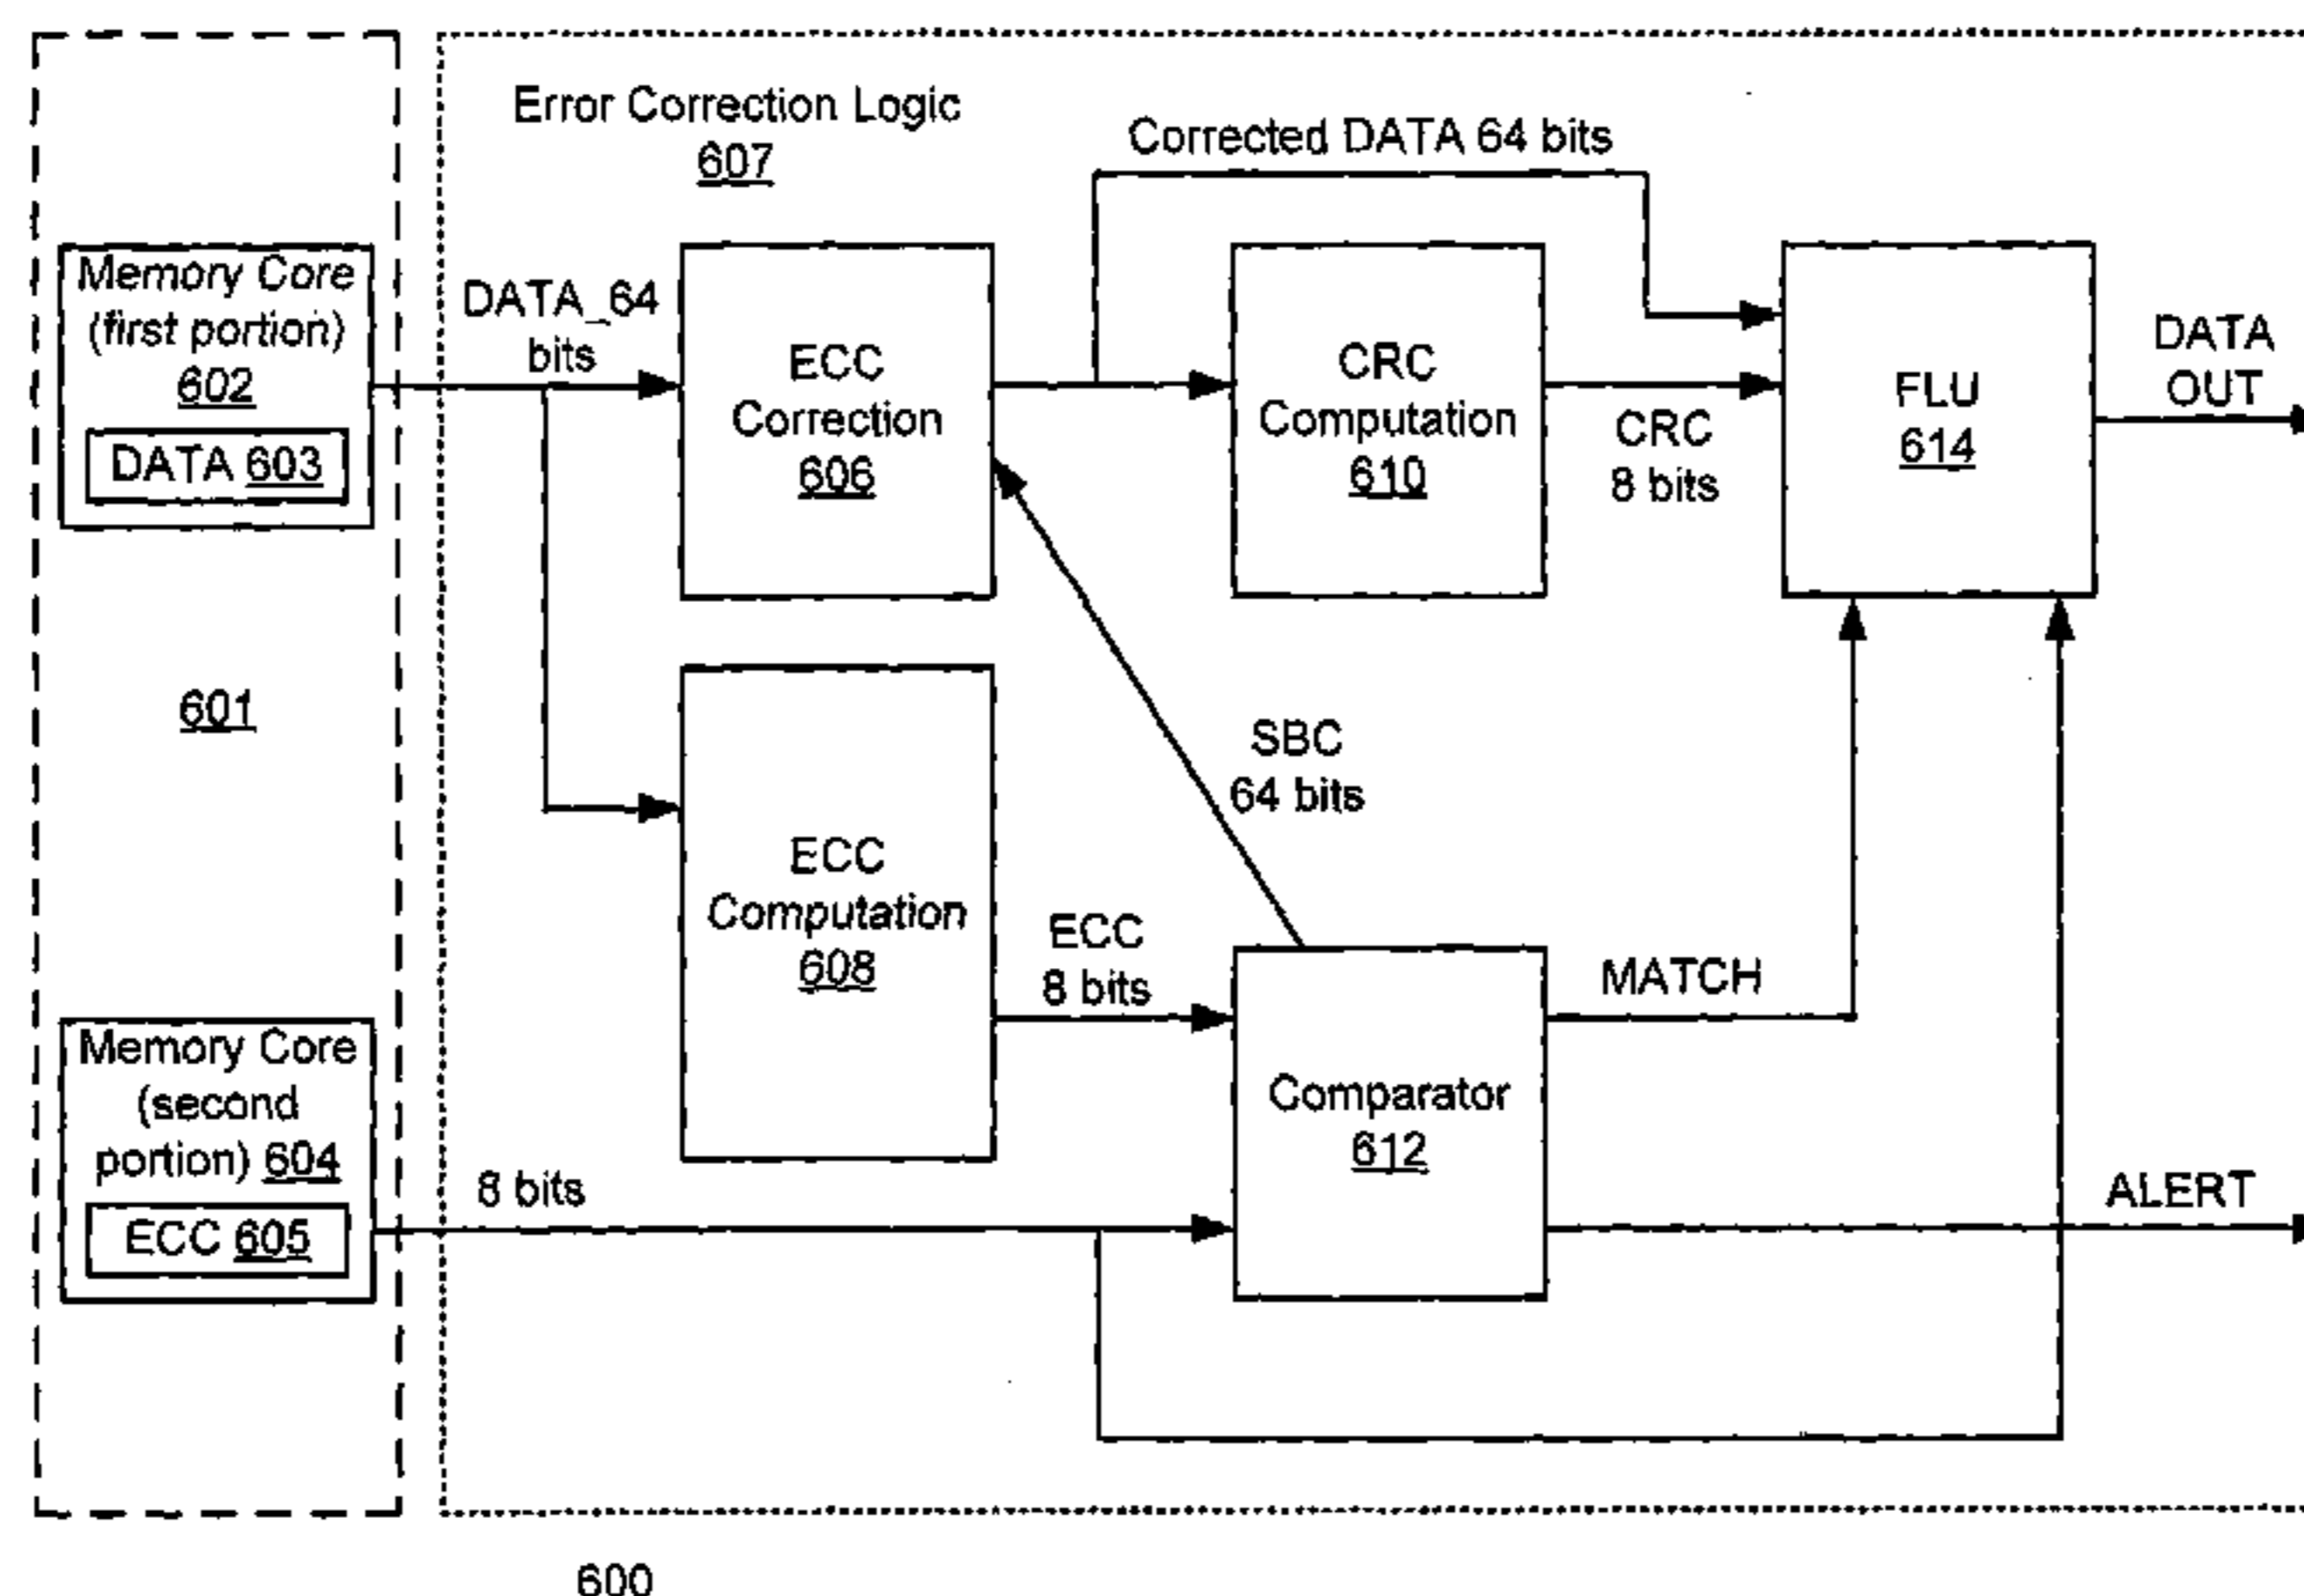 Error Correction Logic
607
Corrected DATA 64 bits
Memory Core
(first portion)
602
DATA 603
DATA_64
bits
ECC
Correction
606
CRC
Computation
610
CRC
8 bits
FLU
614
DATA
OUT
601
SBC
64 bits
ECC
Computation
608
ECC
8 bits
MATCH
Memory Core
(second
portion) 604
ECC 605
8 bits
Comparator
612
ALERT
600